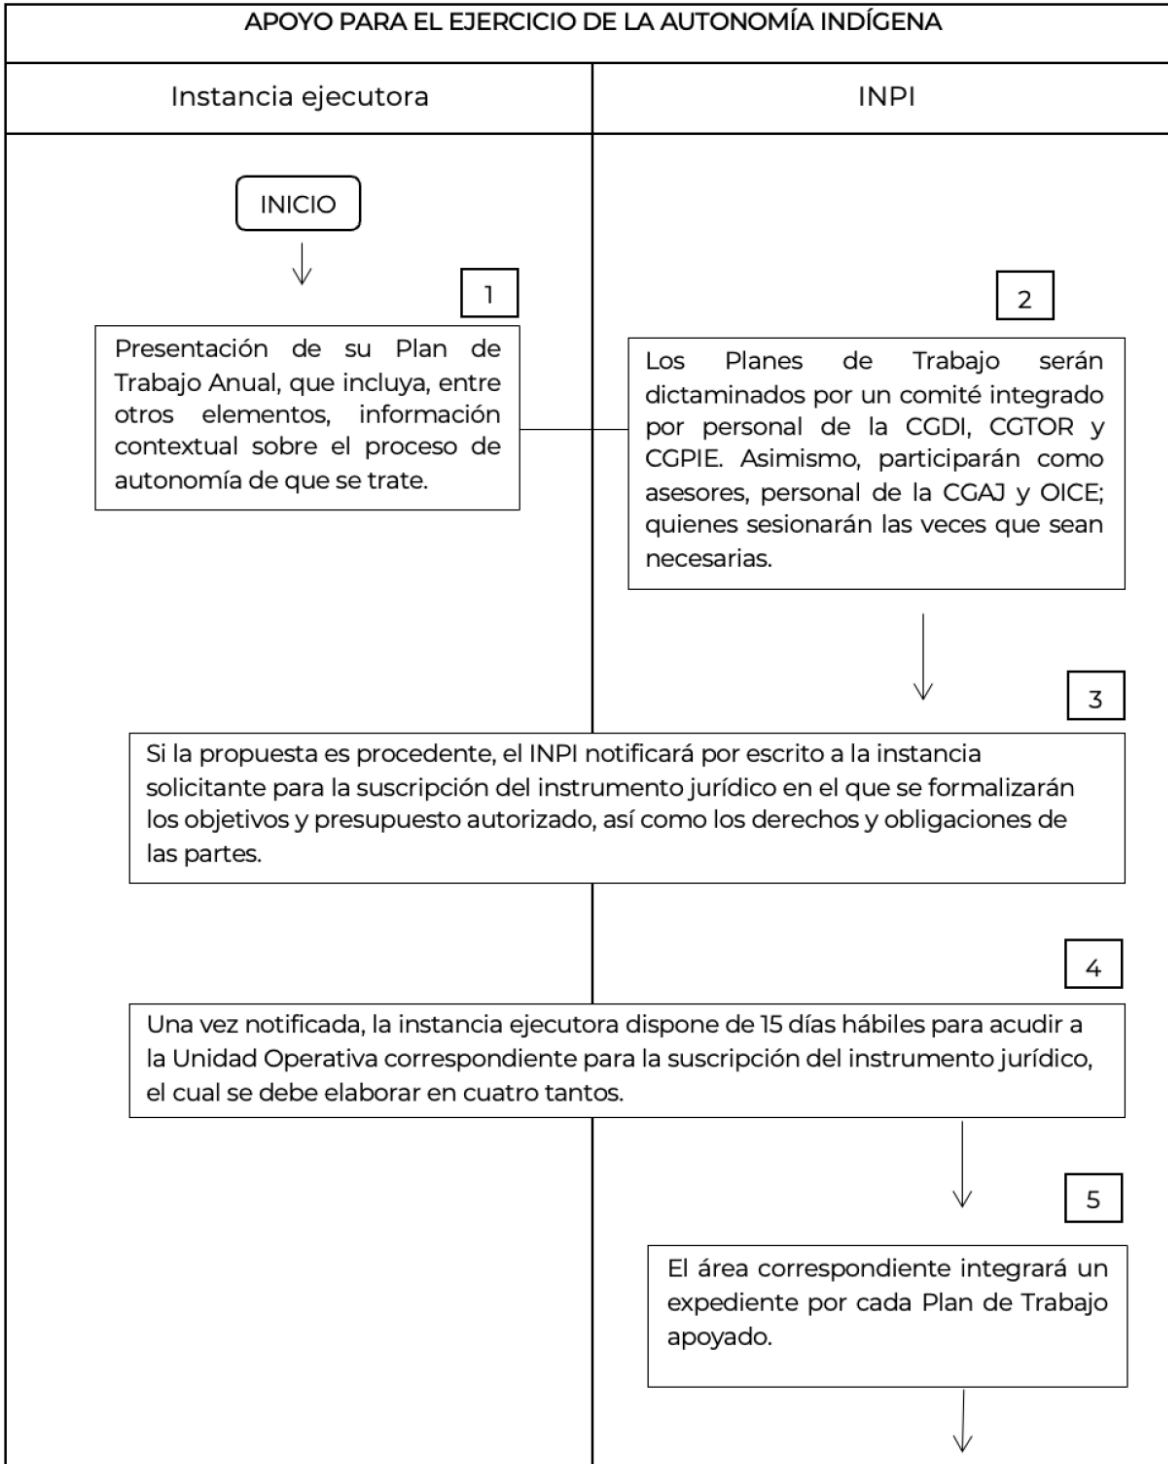 APOYO PARA EL EJERCICIO DE LA AUTONOMÍA INDÍGENA
Instancia ejecutora
INPI
INICIO
1
Presentación de su Plan de
Trabajo Anual, que incluya, entre
otros elementos, información
contextual sobre el proceso de
autonomía de que se trate.
2
Los Planes de Trabajo serán
dictaminados por un comité integrado
por personal de la CGDI, CGTOR y
CGPIE. Asimismo, participarán como
asesores, personal de la CGAJ y OICE;
quienes sesionarán las veces que sean
necesarias.
3
Si la propuesta es procedente, el INPI notificará por escrito a la instancia
solicitante para la suscripción del instrumento jurídico en el que se formalizarán
los objetivos y presupuesto autorizado, así como los derechos y obligaciones de
las partes.
4
Una vez notificada, la instancia ejecutora dispone de 15 días hábiles para acudir a
la Unidad Operativa correspondiente para la suscripción del instrumento jurídico,
el cual se debe elaborar en cuatro tantos.
5
El área correspondiente integrará un
expediente por cada Plan de Trabajo
apoyado.